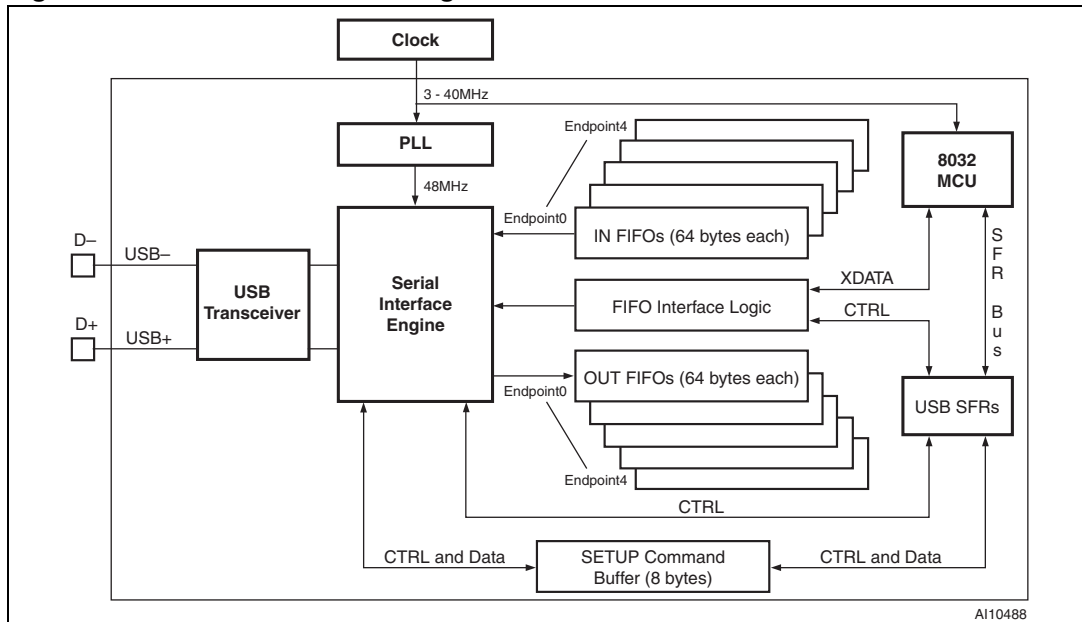 Clock
3 - 40MHz
PLL
48MHz
Endpoint4
Endpoint0
IN FIFOs (64 bytes each)
8032
MCU
SFR Bus
D–
USB–
USB
Transceiver
D+
USB+
Serial
Interface
Engine
FIFO Interface Logic
XDATA
CTRL
OUT FIFOs (64 bytes each)
Endpoint0
Endpoint4
USB SFRs
CTRL
CTRL and Data
SETUP Command
Buffer (8 bytes)
CTRL and Data
AI10488